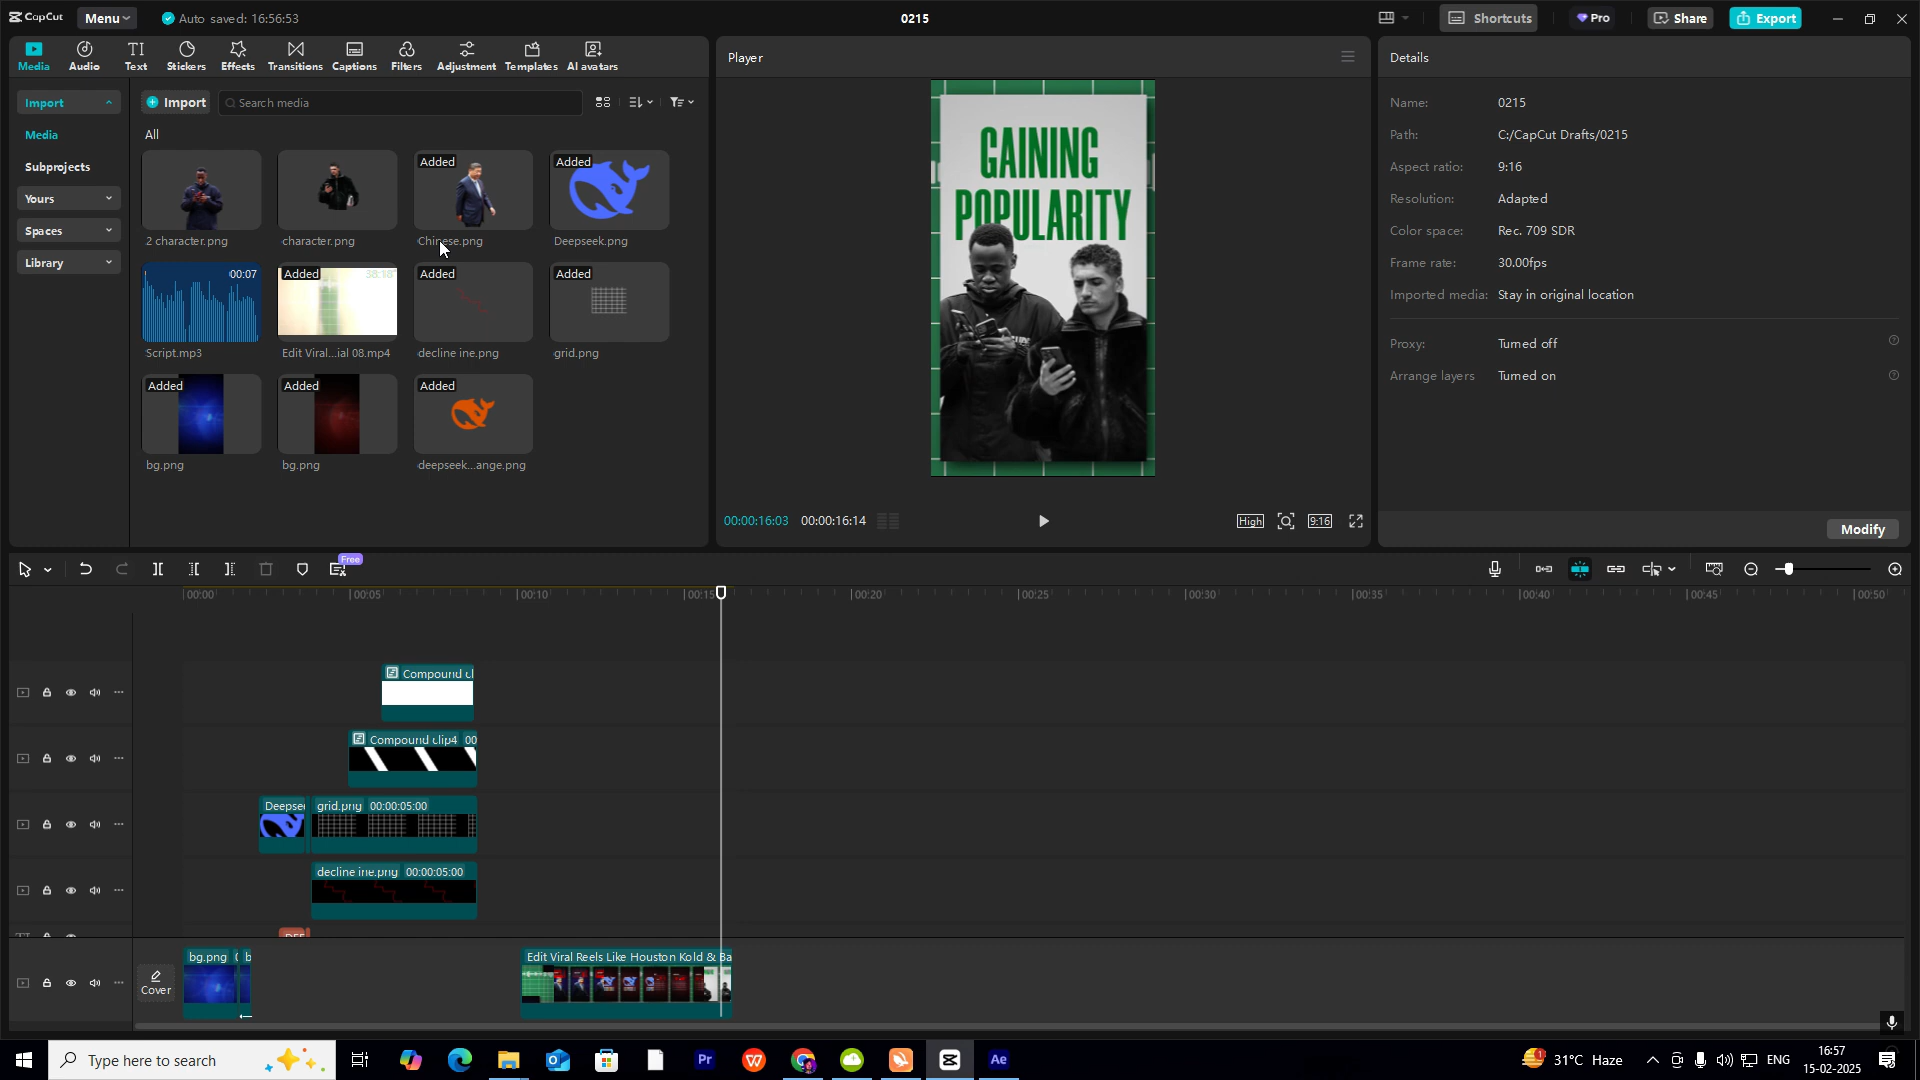 CapCut
Menu
Auto saved: 16:56:53
0215
Shortcuts
Pro
Share
Export
Media
Audio
TI
Text
Stickers
Effects
Transitions
Captions
Filters
Adjustment
Templates
AI avatars
Import
Media
Subprojects
Yours
Spaces
Library
Import
Search media
All
2 character.png
character.png
Added
Chinese.png
Added
Deepseek.png
00:07
Script.mp3
Added
38:18
Edit Viral...ial 08.mp4
Added
decline ine.png
Added
grid.png
Added
bg.png
Added
bg.png
Added
deepseek...ange.png
Player
GAINING
POPULARITY
00:00:16:03
00:00:16:14
High
9:16
Details
Name: 0215
Path: C:/CapCut Drafts/0215
Aspect ratio: 9:16
Resolution: Adapted
Color space: Rec. 709 SDR
Frame rate: 30.00fps
Imported media: Stay in original location
Proxy: Turned off
Arrange layers Turned on
Modify
Free
00:00
00:05
00:10
00:15
00:20
00:25
00:30
00:35
00:40
00:45
00:50
Compound cl
Compound clip4 00
Deepsee
grid.png 00:00:05:00
decline ine.png 00:00:05:00
DEE
Cover
bg.png
b
Edit Viral Reels Like Houston Kold & Ba
Type here to search
Pr
Ae
31°C Haze
ENG
16:57
15-02-2025